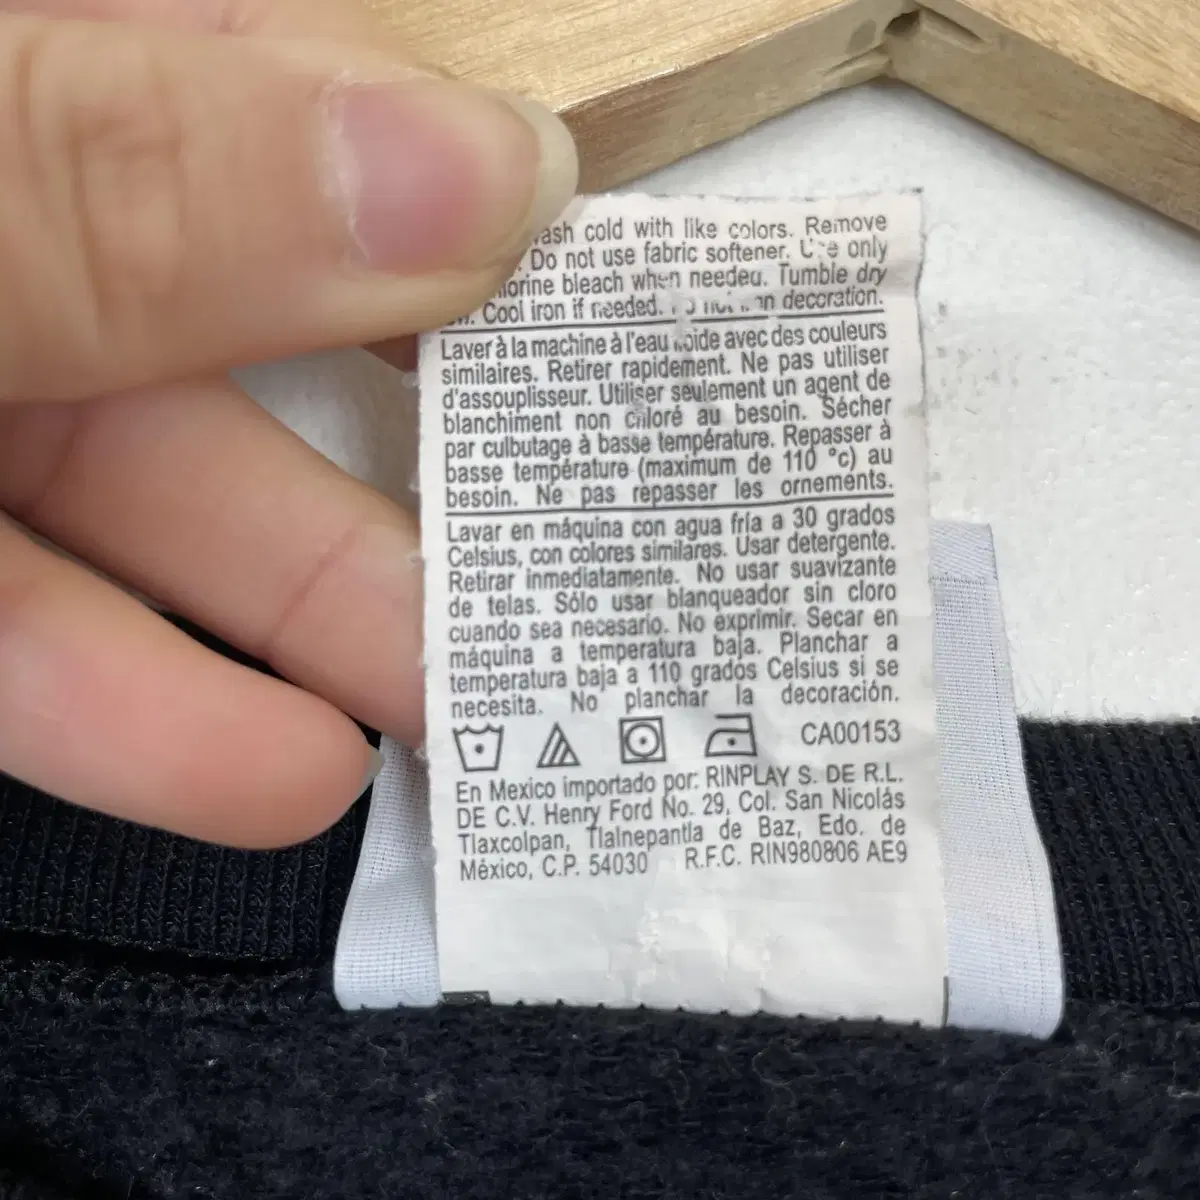 cold with like colors. Remove
Do not use fabric softener. Use only
bleach when needed. Tumble dry
Cool iron if needed. decoration.
Laver à la machine à l'eau avec des couleurs
similaires. Retirer rapidement. Ne pas utiliser
d'assouplisseur. Utiliser seulement un agent de
blanchiment non chloré au besoin. Sécher
par culbutage à basse température. Repasser à
basse température (maximum de 110 °c) au
besoin. Ne pas repasser les ornements.
Lavar en máquina con agua fría a 30 grados
Celsius, con colores similares. Usar detergente.
Retirar inmediatamente. No usar suavizante
de telas. Sólo usar blanqueador sin cloro
cuando sea necesario. No exprimir. Secar en
máquina a temperatura baja. Planchar a
temperatura baja a 110 grados Celsius si se
necesita. No planchar la decoración.
CA00153
En Mexico importado por: RINPLAY S. DE R.L.
DE C.V. Henry Ford No. 29, Col. San Nicolás
Tlaxcolpan, Tlalnepantla de Baz, Edo. de
México, C.P. 54030 R.F.C. RIN980806 AE9